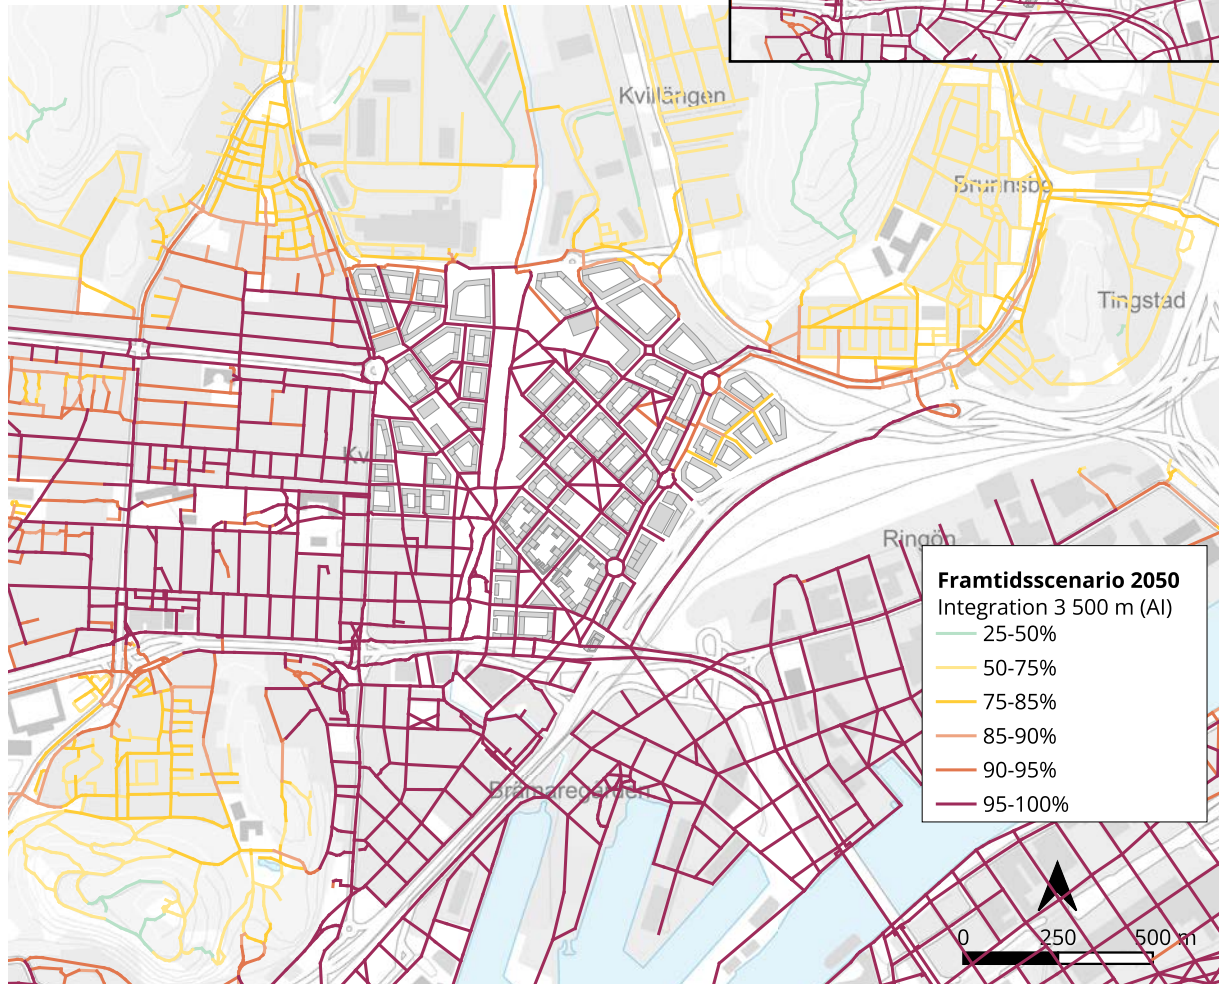 Kvillängen
Brunnsbo
Tingstad
Kv
Ringön
Framtidsscenario 2050
Integration 3 500 m (AI)
25-50%
50-75%
75-85%
85-90%
90-95%
95-100%
Brämaregården
0 250 500 m